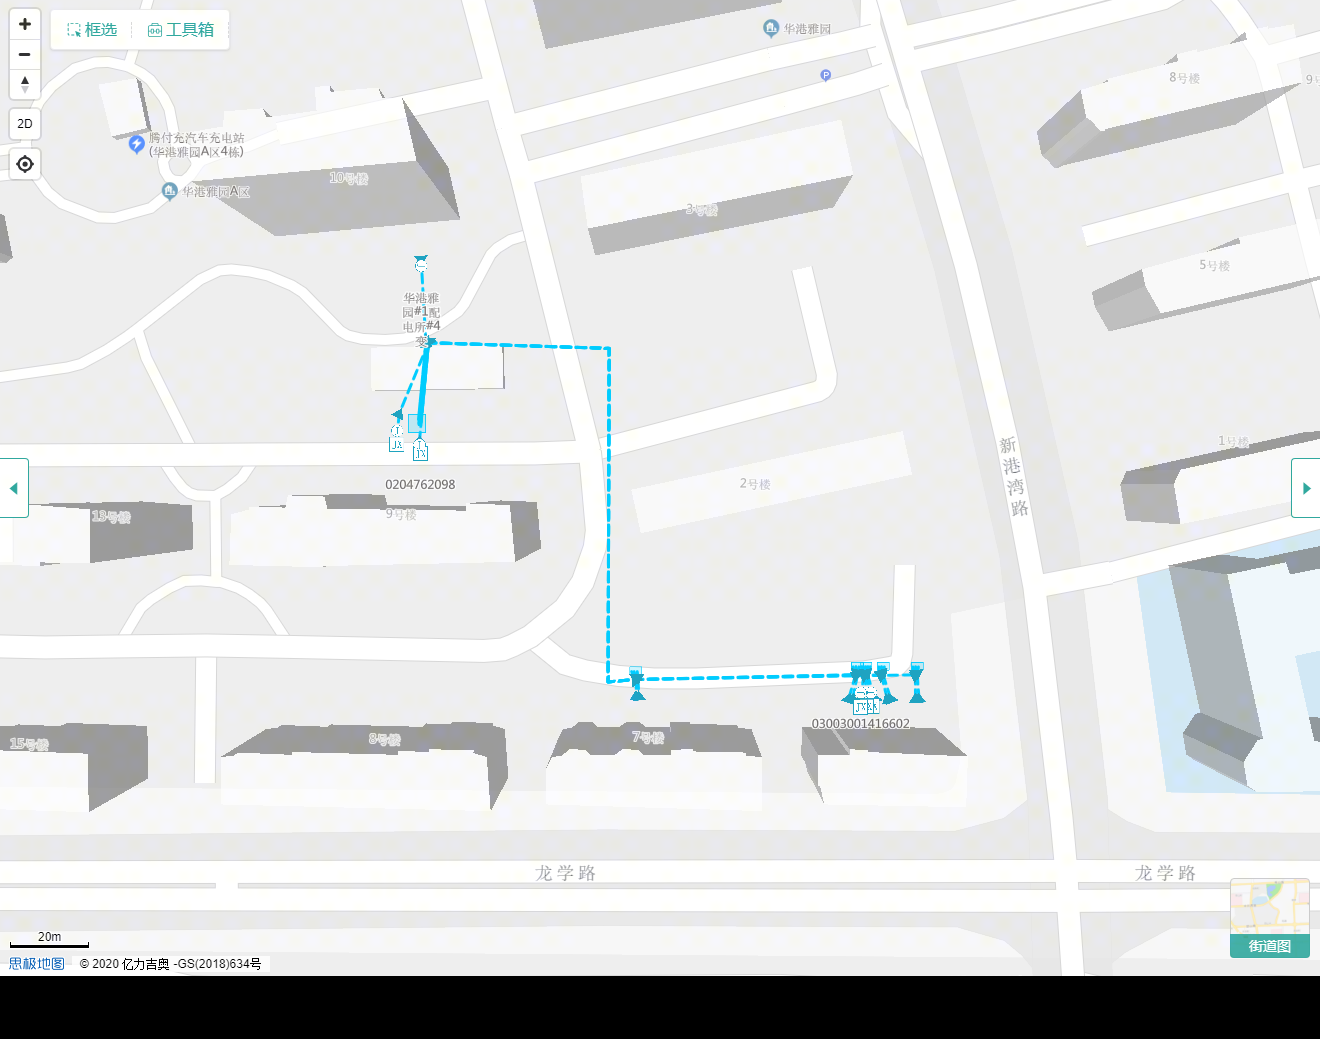 +
框选
工具箱
−
2D
华港雅园
P
8号楼
9号
腾付充汽车充电站
(华港雅园A区4栋)
华港雅园A区
10号楼
3号楼
5号楼
华港雅
园#1配
电所#4
变
1号楼
新港湾路
JX
JX
0204762098
2号楼
13号楼
9号楼
03003001416602
15号楼
8号楼
7号楼
龙学路
龙学路
20m
街道图
思极地图 © 2020 亿力吉奥 -GS(2018)634号